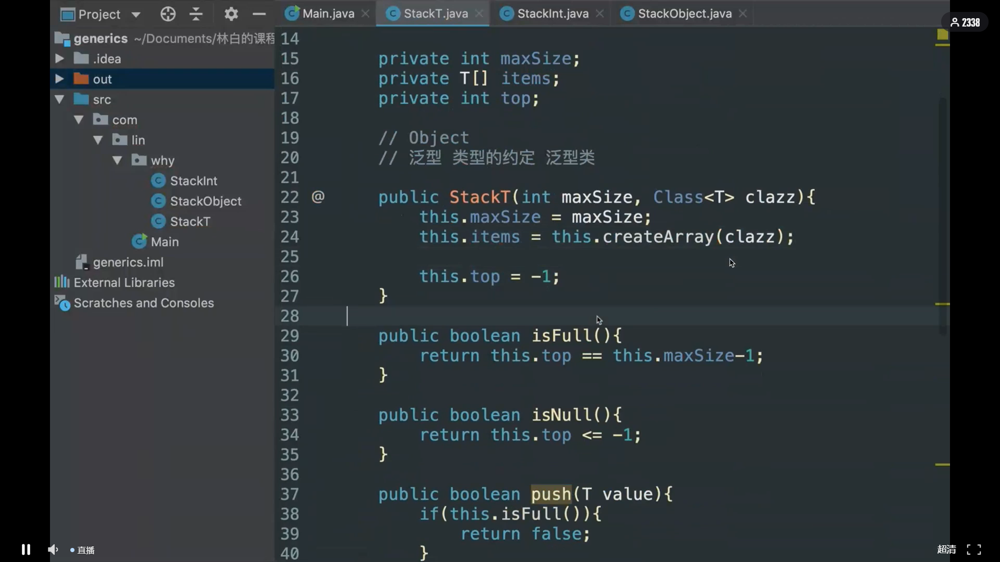 Project
Main.java
StackT.java
StackInt.java
StackObject.java
2338
generics ~/Documents/林白的课程
.idea
out
src
com
lin
why
StackInt
StackObject
StackT
Main
generics.iml
External Libraries
Scratches and Consoles
14
15 private int maxSize;
16 private T[] items;
17 private int top;
18
19 // Object
20 // 泛型 类型的约定 泛型类
21
22 @ public StackT(int maxSize, Class<T> clazz){
23 this.maxSize = maxSize;
24 this.items = this.createArray(clazz);
25
26 this.top = -1;
27 }
28
29 public boolean isFull(){
30 return this.top == this.maxSize-1;
31 }
32
33 public boolean isNull(){
34 return this.top <= -1;
35 }
36
37 public boolean push(T value){
38 if(this.isFull()){
39 return false;
40 }
直播
超清